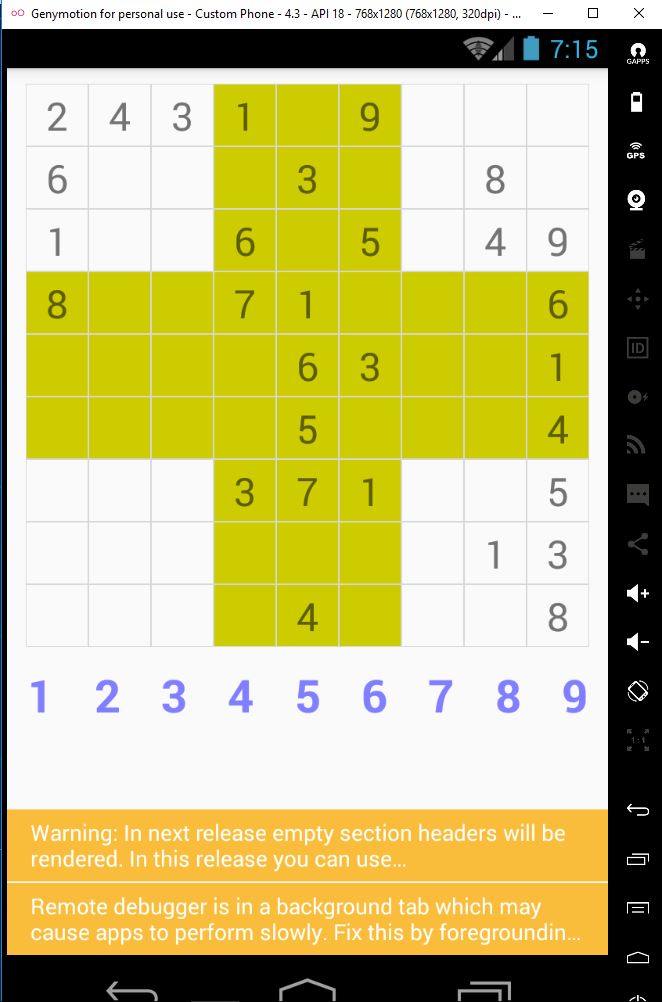 Genymotion for personal use - Custom Phone - 4.3 - API 18 - 768x1280 (768x1280, 320dpi) - ...
7:15
GAPPS
2 4 3 1 9
6 3 8
GPS
1 6 5 4 9
8 7 1 6
ID
6 3 1
5 4
3 7 1 5
1 3
4 8
1 2 3 4 5 6 7 8 9
1:1
Warning: In next release empty section headers will be
rendered. In this release you can use...
Remote debugger is in a background tab which may
cause apps to perform slowly. Fix this by foregroundin...